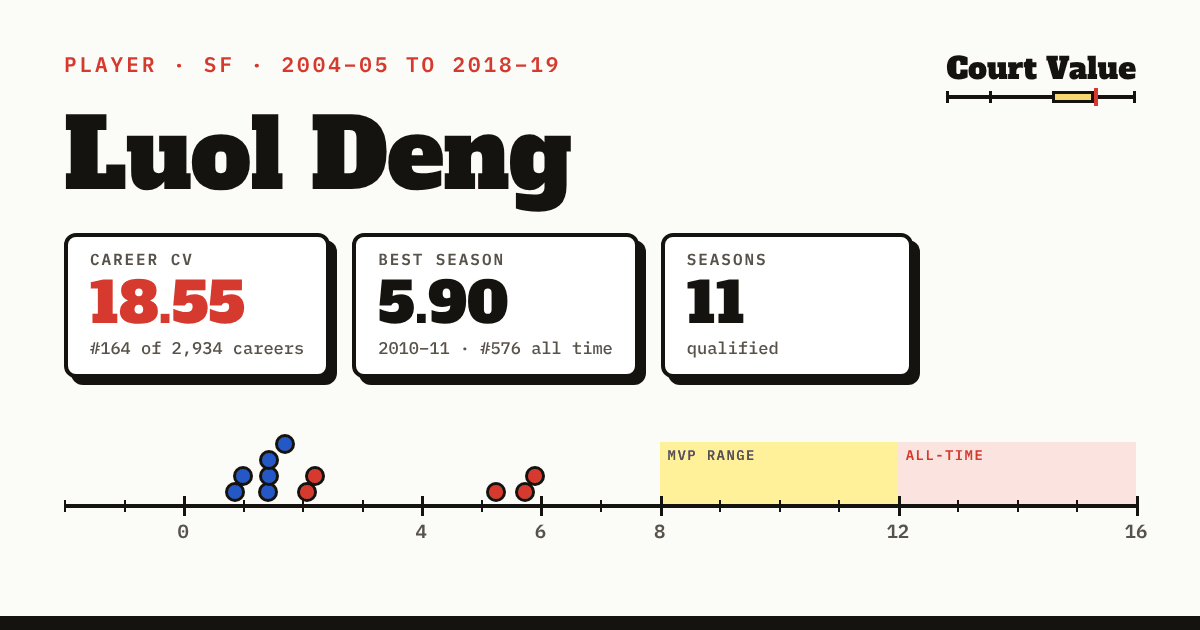 PLAYER · SF · 2004–05 TO 2018–19
Court Value
Luol Deng
CAREER CV
18.55
#164 of 2,934 careers
BEST SEASON
5.90
2010–11 · #576 all time
SEASONS
11
qualified
MVP RANGE
ALL-TIME
0 4 6 8 12 16